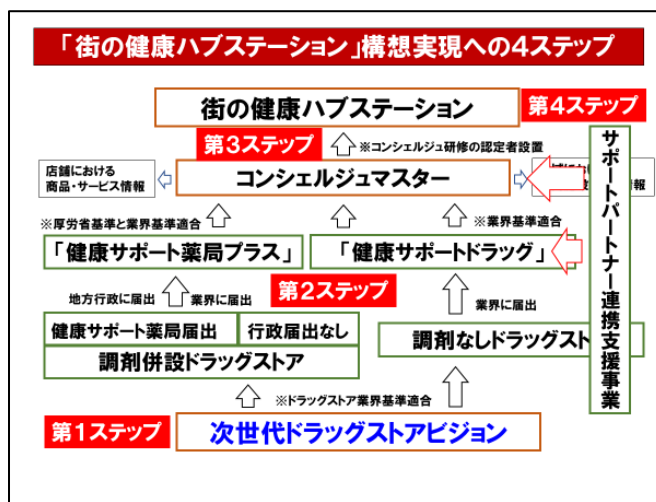 「街の健康ハブステーション」構想実現への4ステップ
街の健康ハブステーション
第4ステップ
第3ステップ
※コンシェルジュ研修の認定者設置
店舗における
商品・サービス情報
コンシェルジュマスター
情報
サポートパートナー連携支援事業
※厚労省基準と業界基準適合
※業界基準適合
「健康サポート薬局プラス」
「健康サポートドラッグ」
地方行政に届出
業界に届出
第2ステップ
業界に届出
健康サポート薬局届出
行政届出なし
調剤併設ドラッグストア
調剤なしドラッグスト
※ドラッグストア業界基準適合
第1ステップ
次世代ドラッグストアビジョン